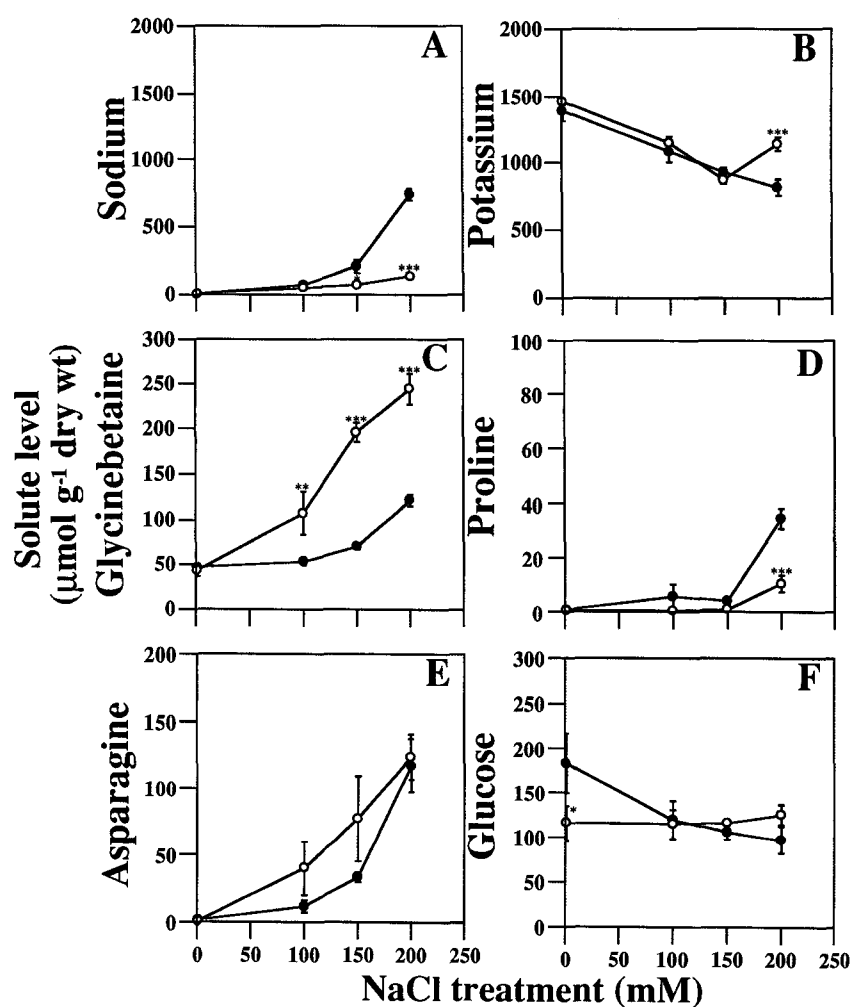 A
Sodium
2000
1500
1000
500
0
***
*
B
Potassium
2000
1500
1000
500
0
***
Solute level
(μmol g-1 dry wt)
C
Glycinebetaine
300
250
200
150
100
50
0
**
***
***
D
Proline
100
80
60
40
20
0
***
E
Asparagine
200
150
100
50
0
0 50 100 150 200 250
F
Glucose
300
250
200
150
100
50
0
*
0 50 100 150 200 250
NaCl treatment (mM)